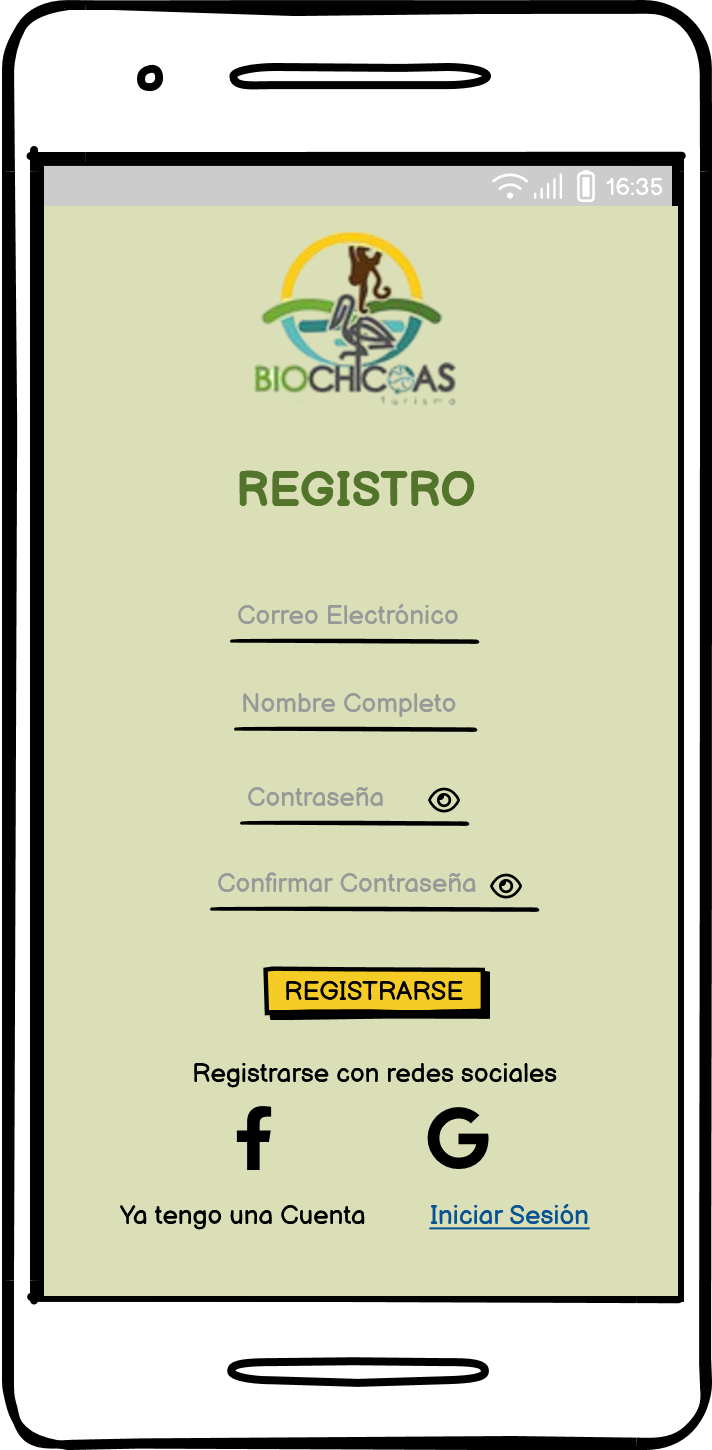 16:35
BIOCHICOAS
Turismo
REGISTRO
Correo Electrónico
Nombre Completo
Contraseña
Confirmar Contraseña
REGISTRARSE
Registrarse con redes sociales
Ya tengo una Cuenta Iniciar Sesión